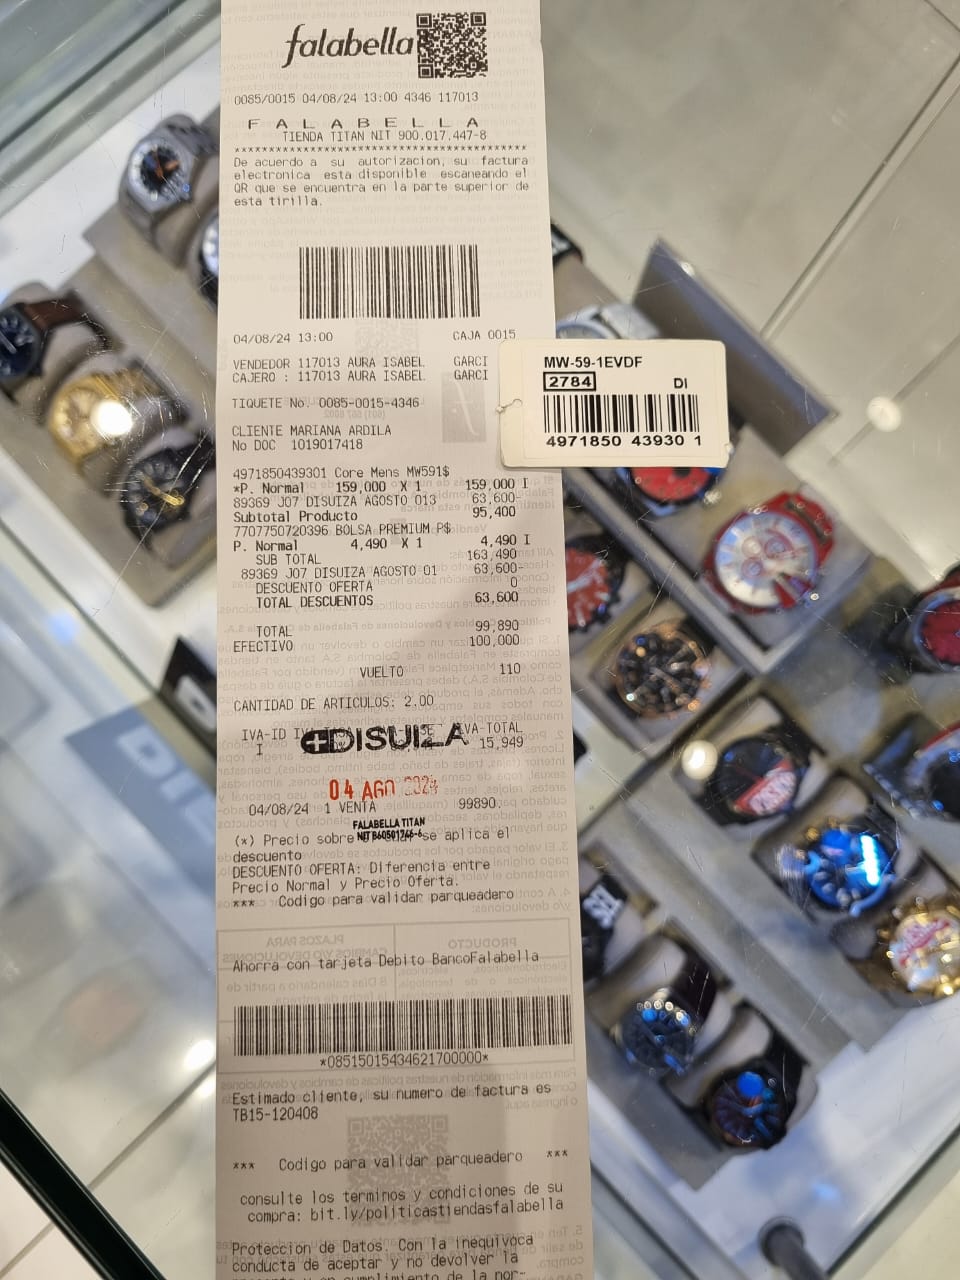 falabella
0085/0015 04/08/24 13:00 4346 117013
F A L A B E L L A
TIENDA TITAN NIT 900.017.447-8
De acuerdo a su autorizacion, su factura
electronica esta disponible escaneando el
QR que se encuentra en la parte superior de
esta tirilla.
04/08/24 13:00 CAJA 0015
VENDEDOR 117013 AURA ISABEL GARCI
CAJERO : 117013 AURA ISABEL GARCI
TIQUETE No 0085-0015-4346
CLIENTE MARIANA ARDILA
No DOC 1019017418
4971850439301 Core Mens MW591$
*P. Normal 159,000 X 1 159,000 I
89369 J07 DISUIZA AGOSTO 013 63,600-
Subtotal Producto 95,400
7707750720396 BOLSA PREMIUM P$
P. Normal 4,490 X 1 4,490 I
SUB TOTAL 163,490
89369 J07 DISUIZA AGOSTO 01 63,600-
DESCUENTO OFERTA 0
TOTAL DESCUENTOS 63,600
TOTAL 99,890
EFECTIVO 100,000
VUELTO 110
CANTIDAD DE ARTICULOS: 2.00
IVA-ID IVA-TOTAL
I 15,949
DISUIZA
04 AGO 2024
04/08/24 1 VENTA 99890.
FALABELLA TITAN
(*) Precio sobre el cual se aplica el
descuento
DESCUENTO OFERTA: Diferencia entre
Precio Normal y Precio Oferta.
*** Codigo para validar parqueadero
Ahorra con tarjeta Debito BancoFalabella
*08515015434621700000*
Estimado cliente, su numero de factura es
TB15-120408
*** Codigo para validar parqueadero ***
consulte los terminos y condiciones de su
compra: bit.ly/politicastiendasfalabella
Proteccion de Datos. Con la inequivoca
conducta de aceptar y no devolver la
MW-59-1EVDF
2784 DI
4971850 43930 1